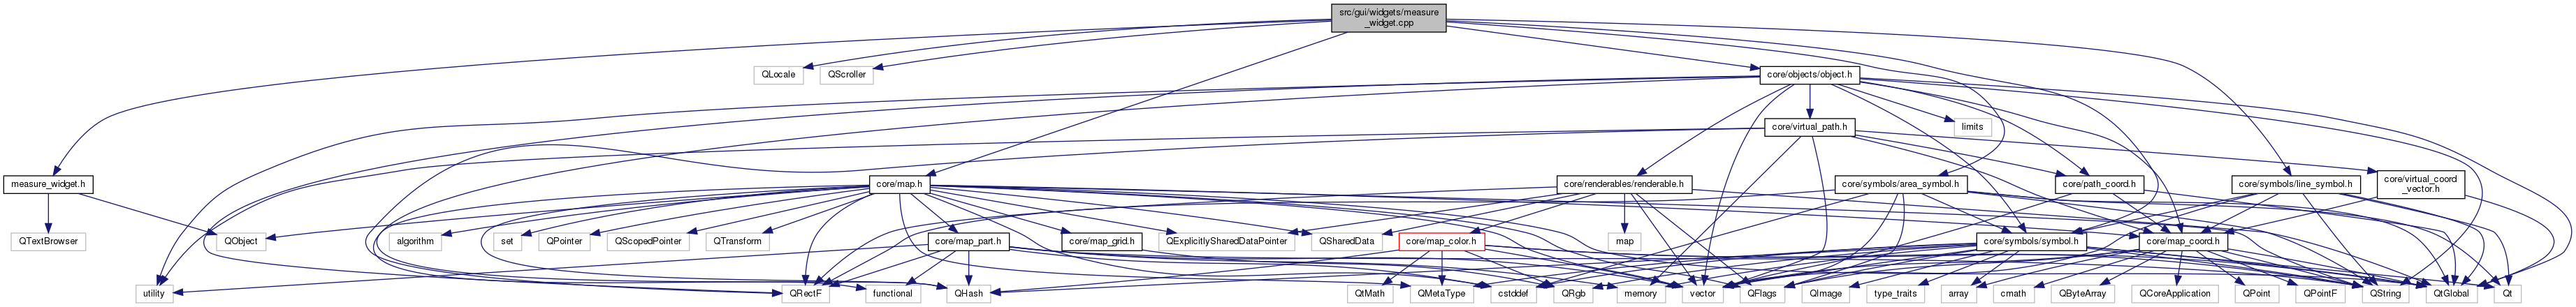 src/gui/widgets/measure
_widget.cpp
QLocale
QScroller
core/objects/object.h
core/virtual_path.h
limits
measure_widget.h
core/map.h
core/renderables/renderable.h
core/symbols/area_symbol.h
core/path_coord.h
core/symbols/line_symbol.h
core/virtual_coord
_vector.h
QTextBrowser
QObject
algorithm
set
QPointer
QScopedPointer
QTransform
core/map_part.h
core/map_grid.h
QExplicitlySharedDataPointer
QSharedData
map
core/map_color.h
core/symbols/symbol.h
core/map_coord.h
utility
QRectF
functional
QHash
QtMath
QMetaType
cstddef
QRgb
memory
vector
QFlags
QImage
type_traits
array
cmath
QByteArray
QCoreApplication
QPoint
QPointF
QString
QtGlobal
Qt